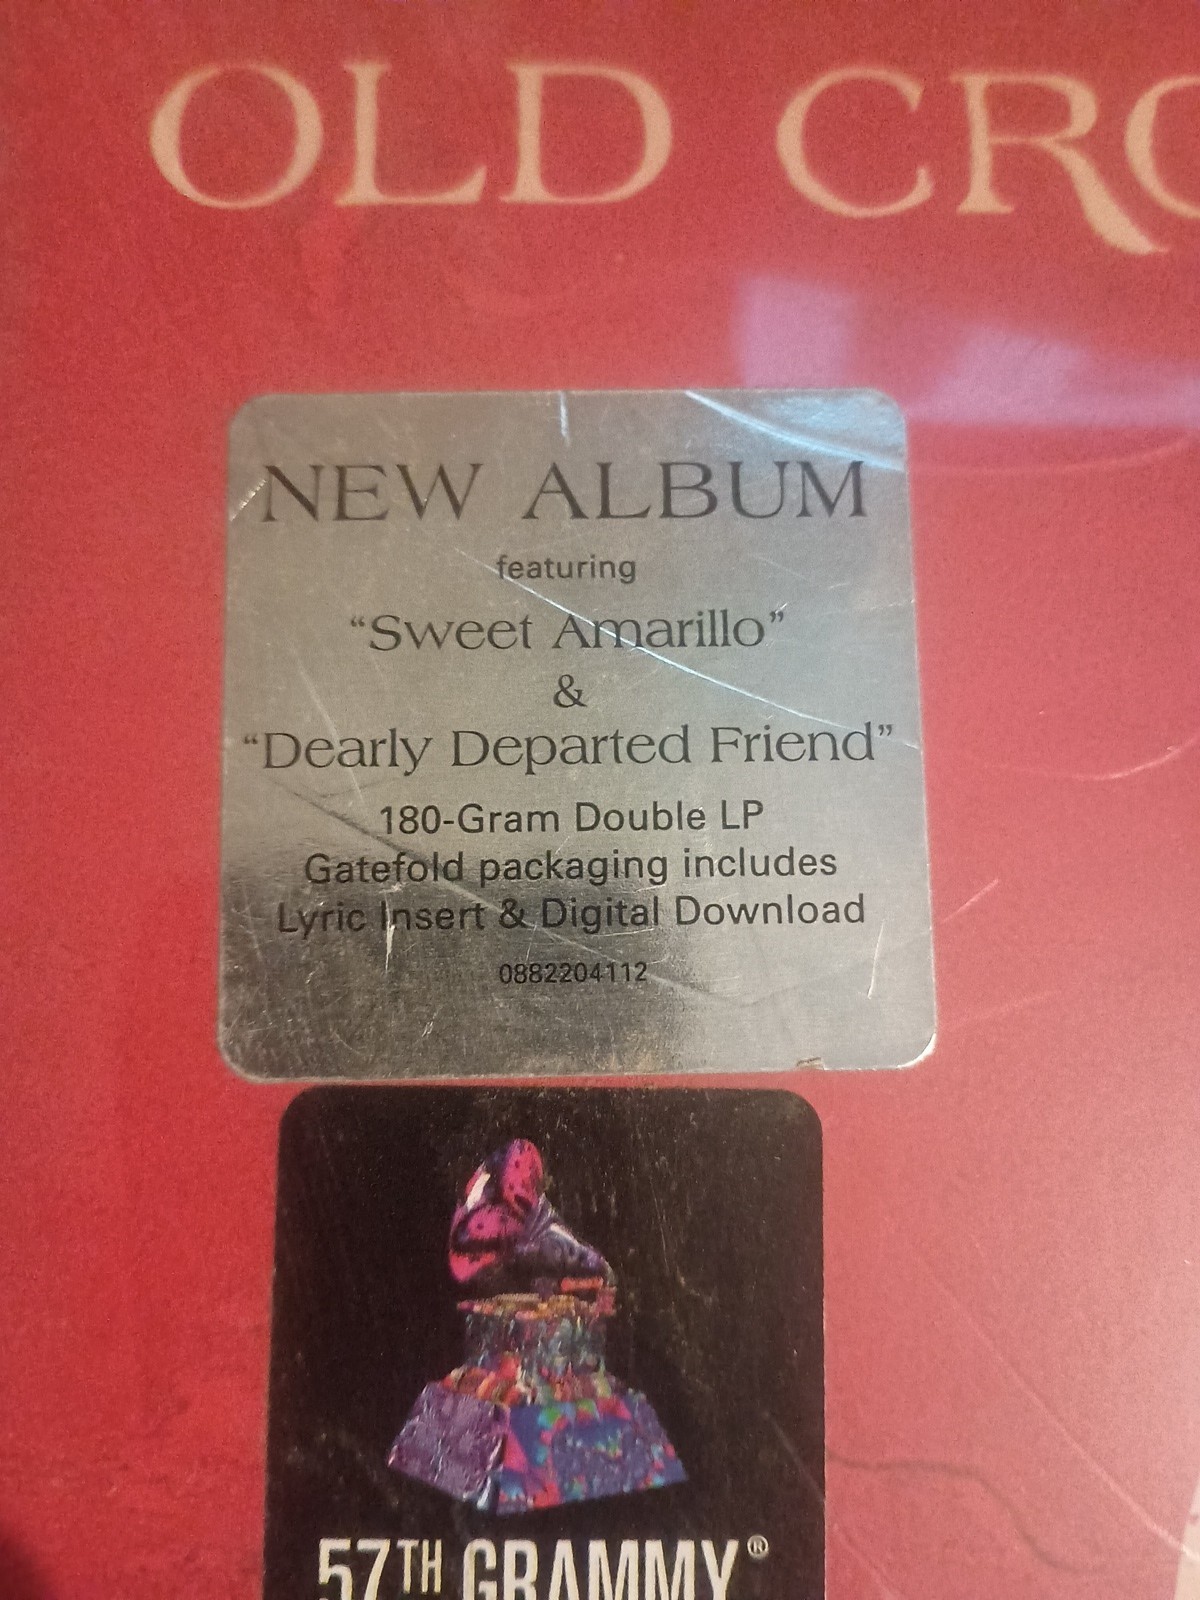 OLD CRO
NEW ALBUM
featuring
“Sweet Amarillo”
&
“Dearly Departed Friend”
180-Gram Double LP
Gatefold packaging includes
Lyric Insert & Digital Download
0882204112
57TH GRAMMY®